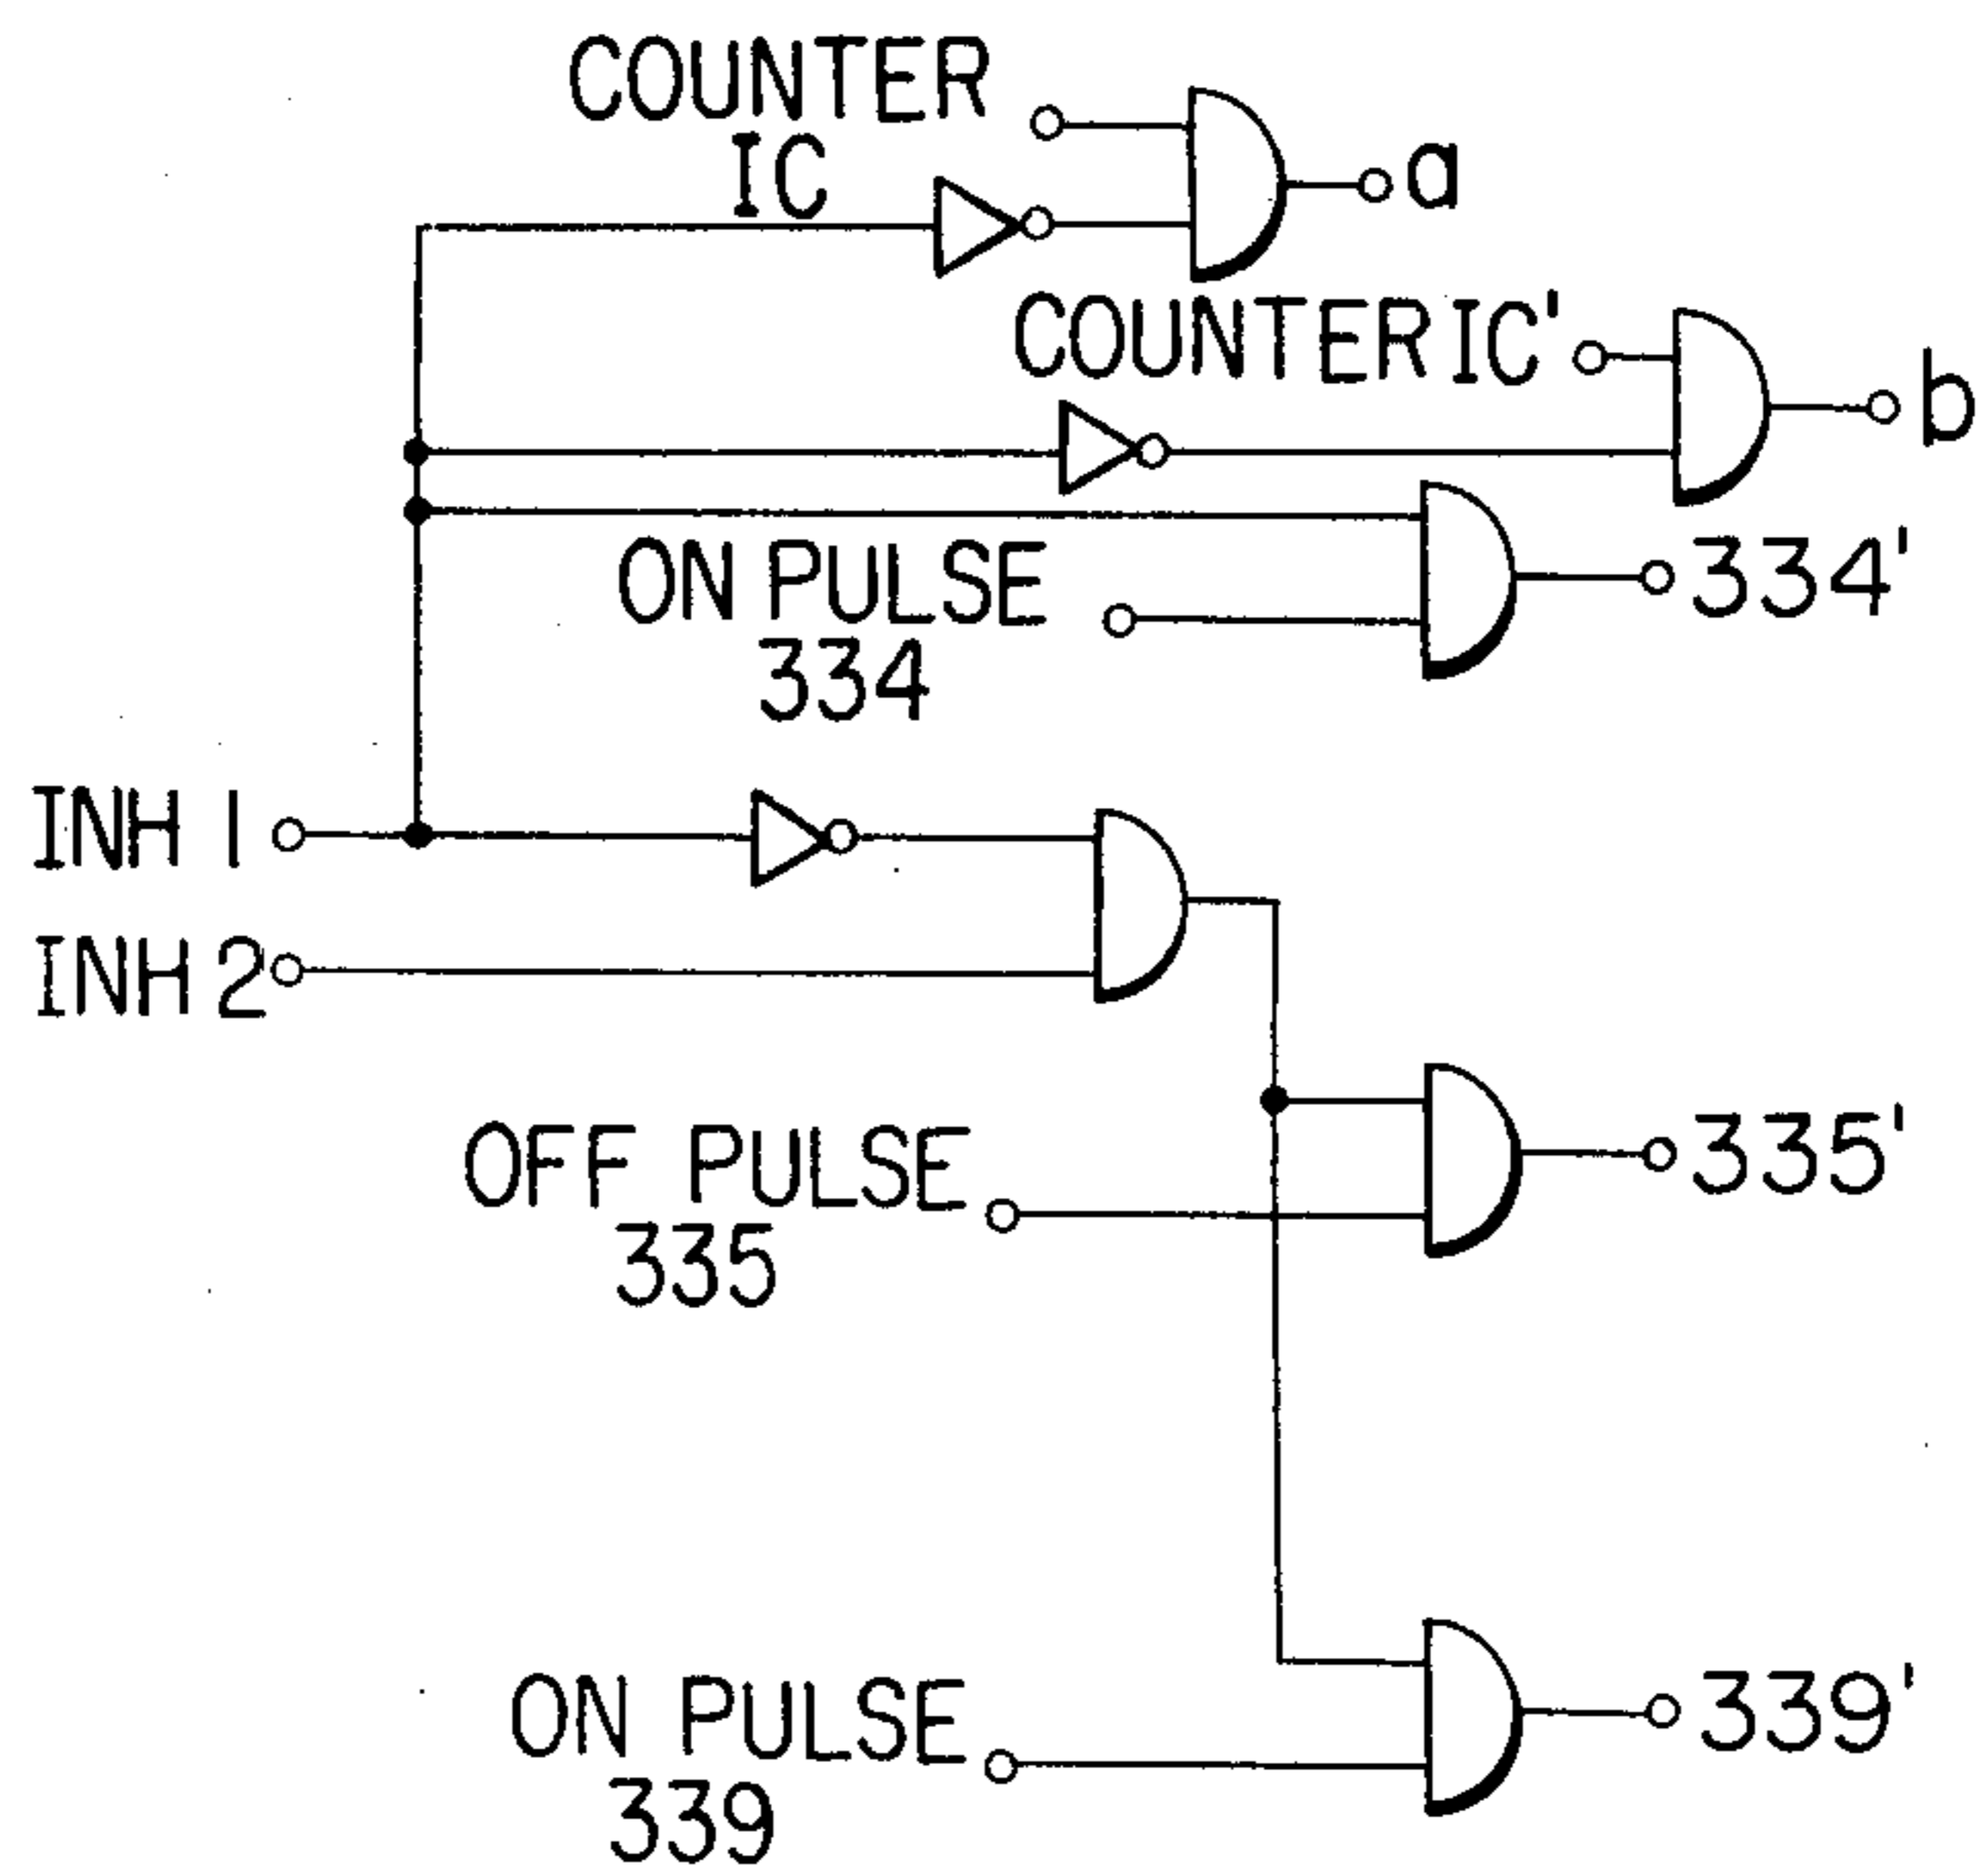 COUNTER
IC
a
COUNTER IC'
b
ON PULSE
334
334'
INH 1
INH 2
OFF PULSE
335
335'
ON PULSE
339
339'